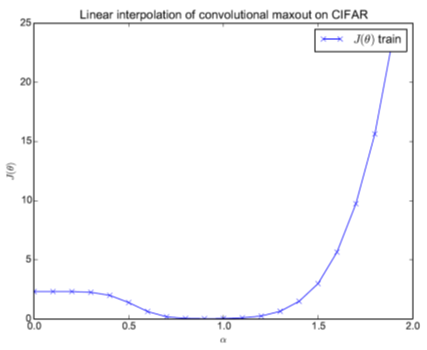 Linear interpolation of convolutional maxout on CIFAR
J(θ) train
J(θ)
25
20
15
10
5
0
0.0 0.5 1.0 1.5 2.0
α